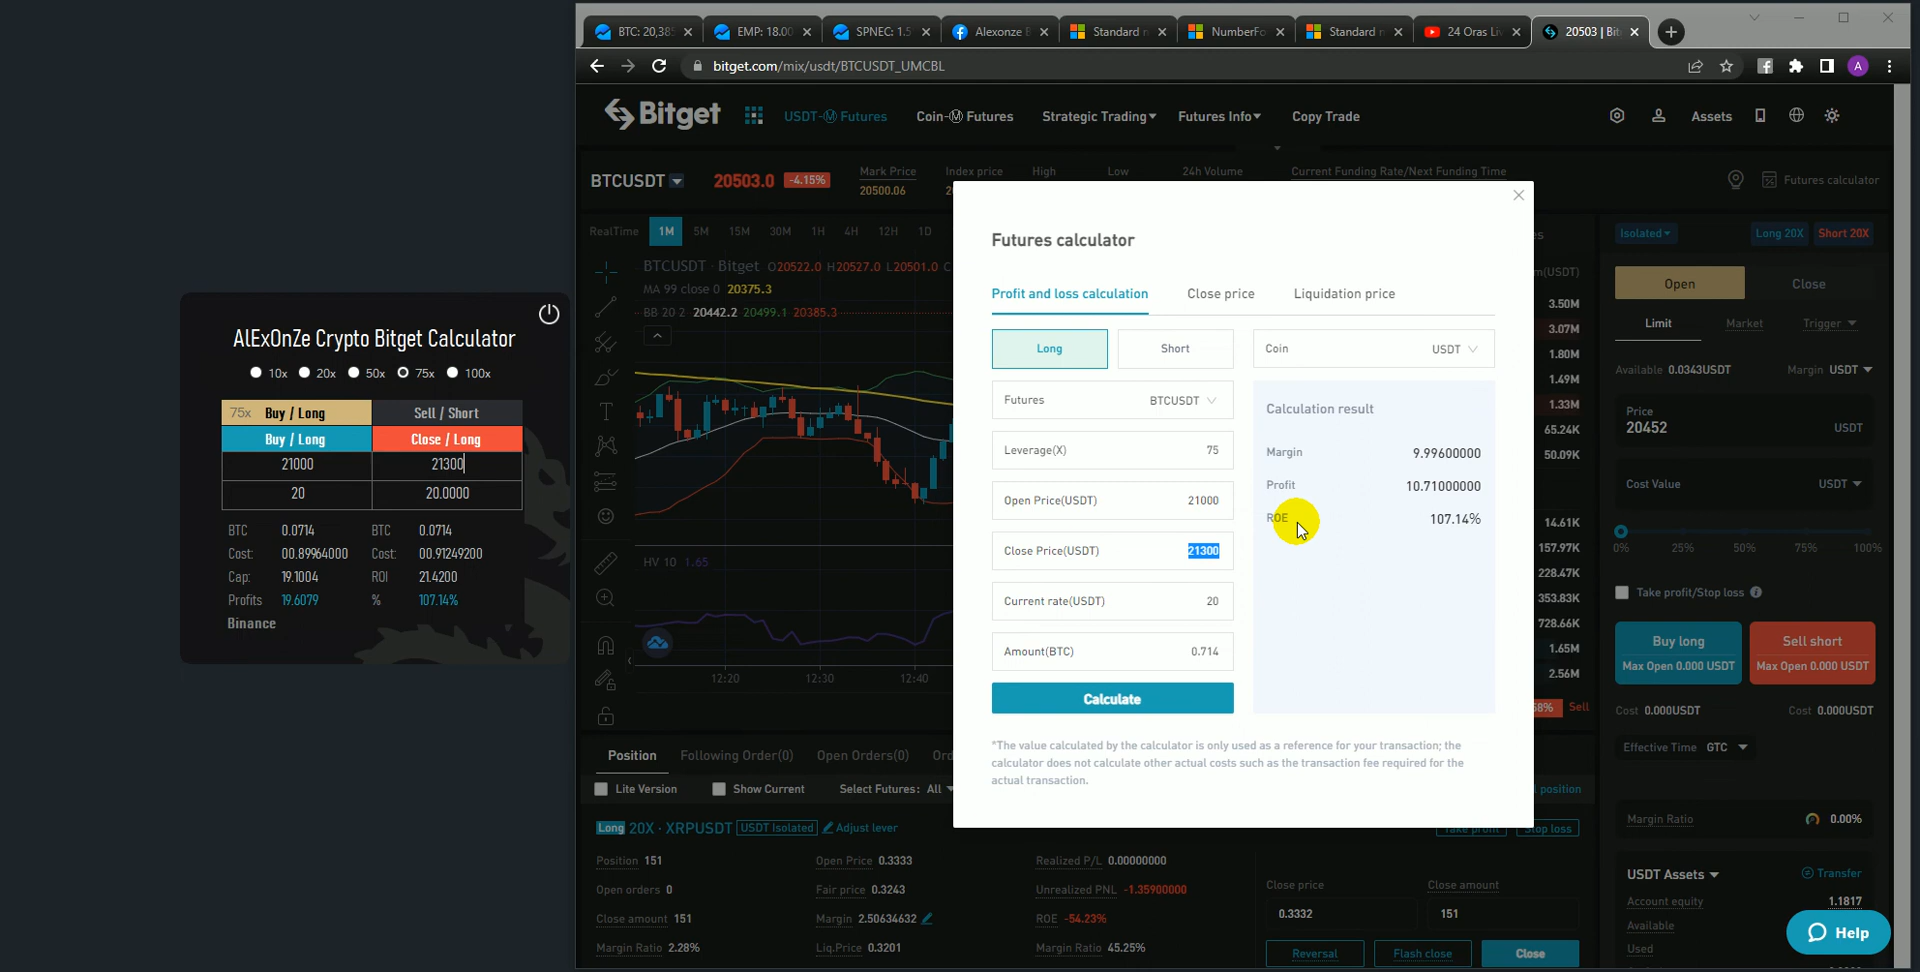 BTC: 20,385
EMP: 18.00
SPNEC: 1.5
Alexonze B
Standard n
NumberFo
Standard n
24 Oras Liv
20503 | Bit
bitget.com/mix/usdt/BTCUSDT_UMCBL
A
Bitget
USDT-Ⓜ Futures
Coin-Ⓜ Futures
Strategic Trading
Futures Info
Copy Trade
Assets
BTCUSDT
20503.0
-4.15%
Mark Price
20500.06
Index price
High
Low
24h Volume
Current Funding Rate/Next Funding Time
Futures calculator
RealTime 1M 5M 15M 30M 1H 4H 12H 1D
BTCUSDT · Bitget O20522.0 H20527.0 L20501.0 C
MA 99 close 0 20375.3
BB 20 2 20442.2 20499.1 20385.3
HV 10 1.65
12:20 12:30 12:40
AlExOnZe Crypto Bitget Calculator
10x 20x 50x 75x 100x
75x Buy / Long Sell / Short
Buy / Long Close / Long
21000 21300
20 20.0000
BTC 0.0714 BTC 0.0714
Cost: 00.89964000 Cost: 00.91249200
Cap: 19.1004 ROI 21.4200
Profits 19.6079 % 107.14%
Binance
Futures calculator
Profit and loss calculation
Close price
Liquidation price
Long
Short
Coin USDT
Futures BTCUSDT
Leverage(X) 75
Open Price(USDT) 21000
Close Price(USDT) 21300
Current rate(USDT) 20
Amount(BTC) 0.714
Calculate
Calculation result
Margin 9.99600000
Profit 10.71000000
ROE 107.14%
*The value calculated by the calculator is only used as a reference for your transaction; the
calculator does not calculate other actual costs such as the transaction fee required for the
actual transaction.
es
m(USDT)
3.50M
3.07M
1.80M
1.49M
1.33M
65.24K
50.09K
14.61K
157.97K
228.47K
353.83K
728.66K
1.65M
2.56M
58% Sell
Isolated
Long 20X
Short 20X
Open
Close
Limit
Market
Trigger
Available 0.0343USDT
Margin USDT
Price
20452 USDT
Cost Value USDT
0% 25% 50% 75% 100%
Take profit/Stop loss
Buy long
Max Open 0.000 USDT
Sell short
Max Open 0.000 USDT
Cost 0.000USDT
Cost 0.000USDT
Effective Time GTC
Margin Ratio 0.00%
USDT Assets
Transfer
Account equity 1.1817
Available
Used
Help
Position
Following Order(0)
Open Orders(0)
Ord
Lite Version
Show Current
Select Futures: All
l position
Long 20X · XRPUSDT USDT Isolated Adjust lever
Take profit
Stop loss
Position 151
Open Price 0.3333
Realized P/L 0.00000000
Open orders 0
Fair price 0.3243
Unrealized PNL -1.35900000
Close amount 151
Margin 2.50634632
ROE -54.23%
Margin Ratio 2.28%
Liq.Price 0.3201
Margin Ratio 45.25%
Close price
Close amount
0.3332
151
Reversal
Flash close
Close